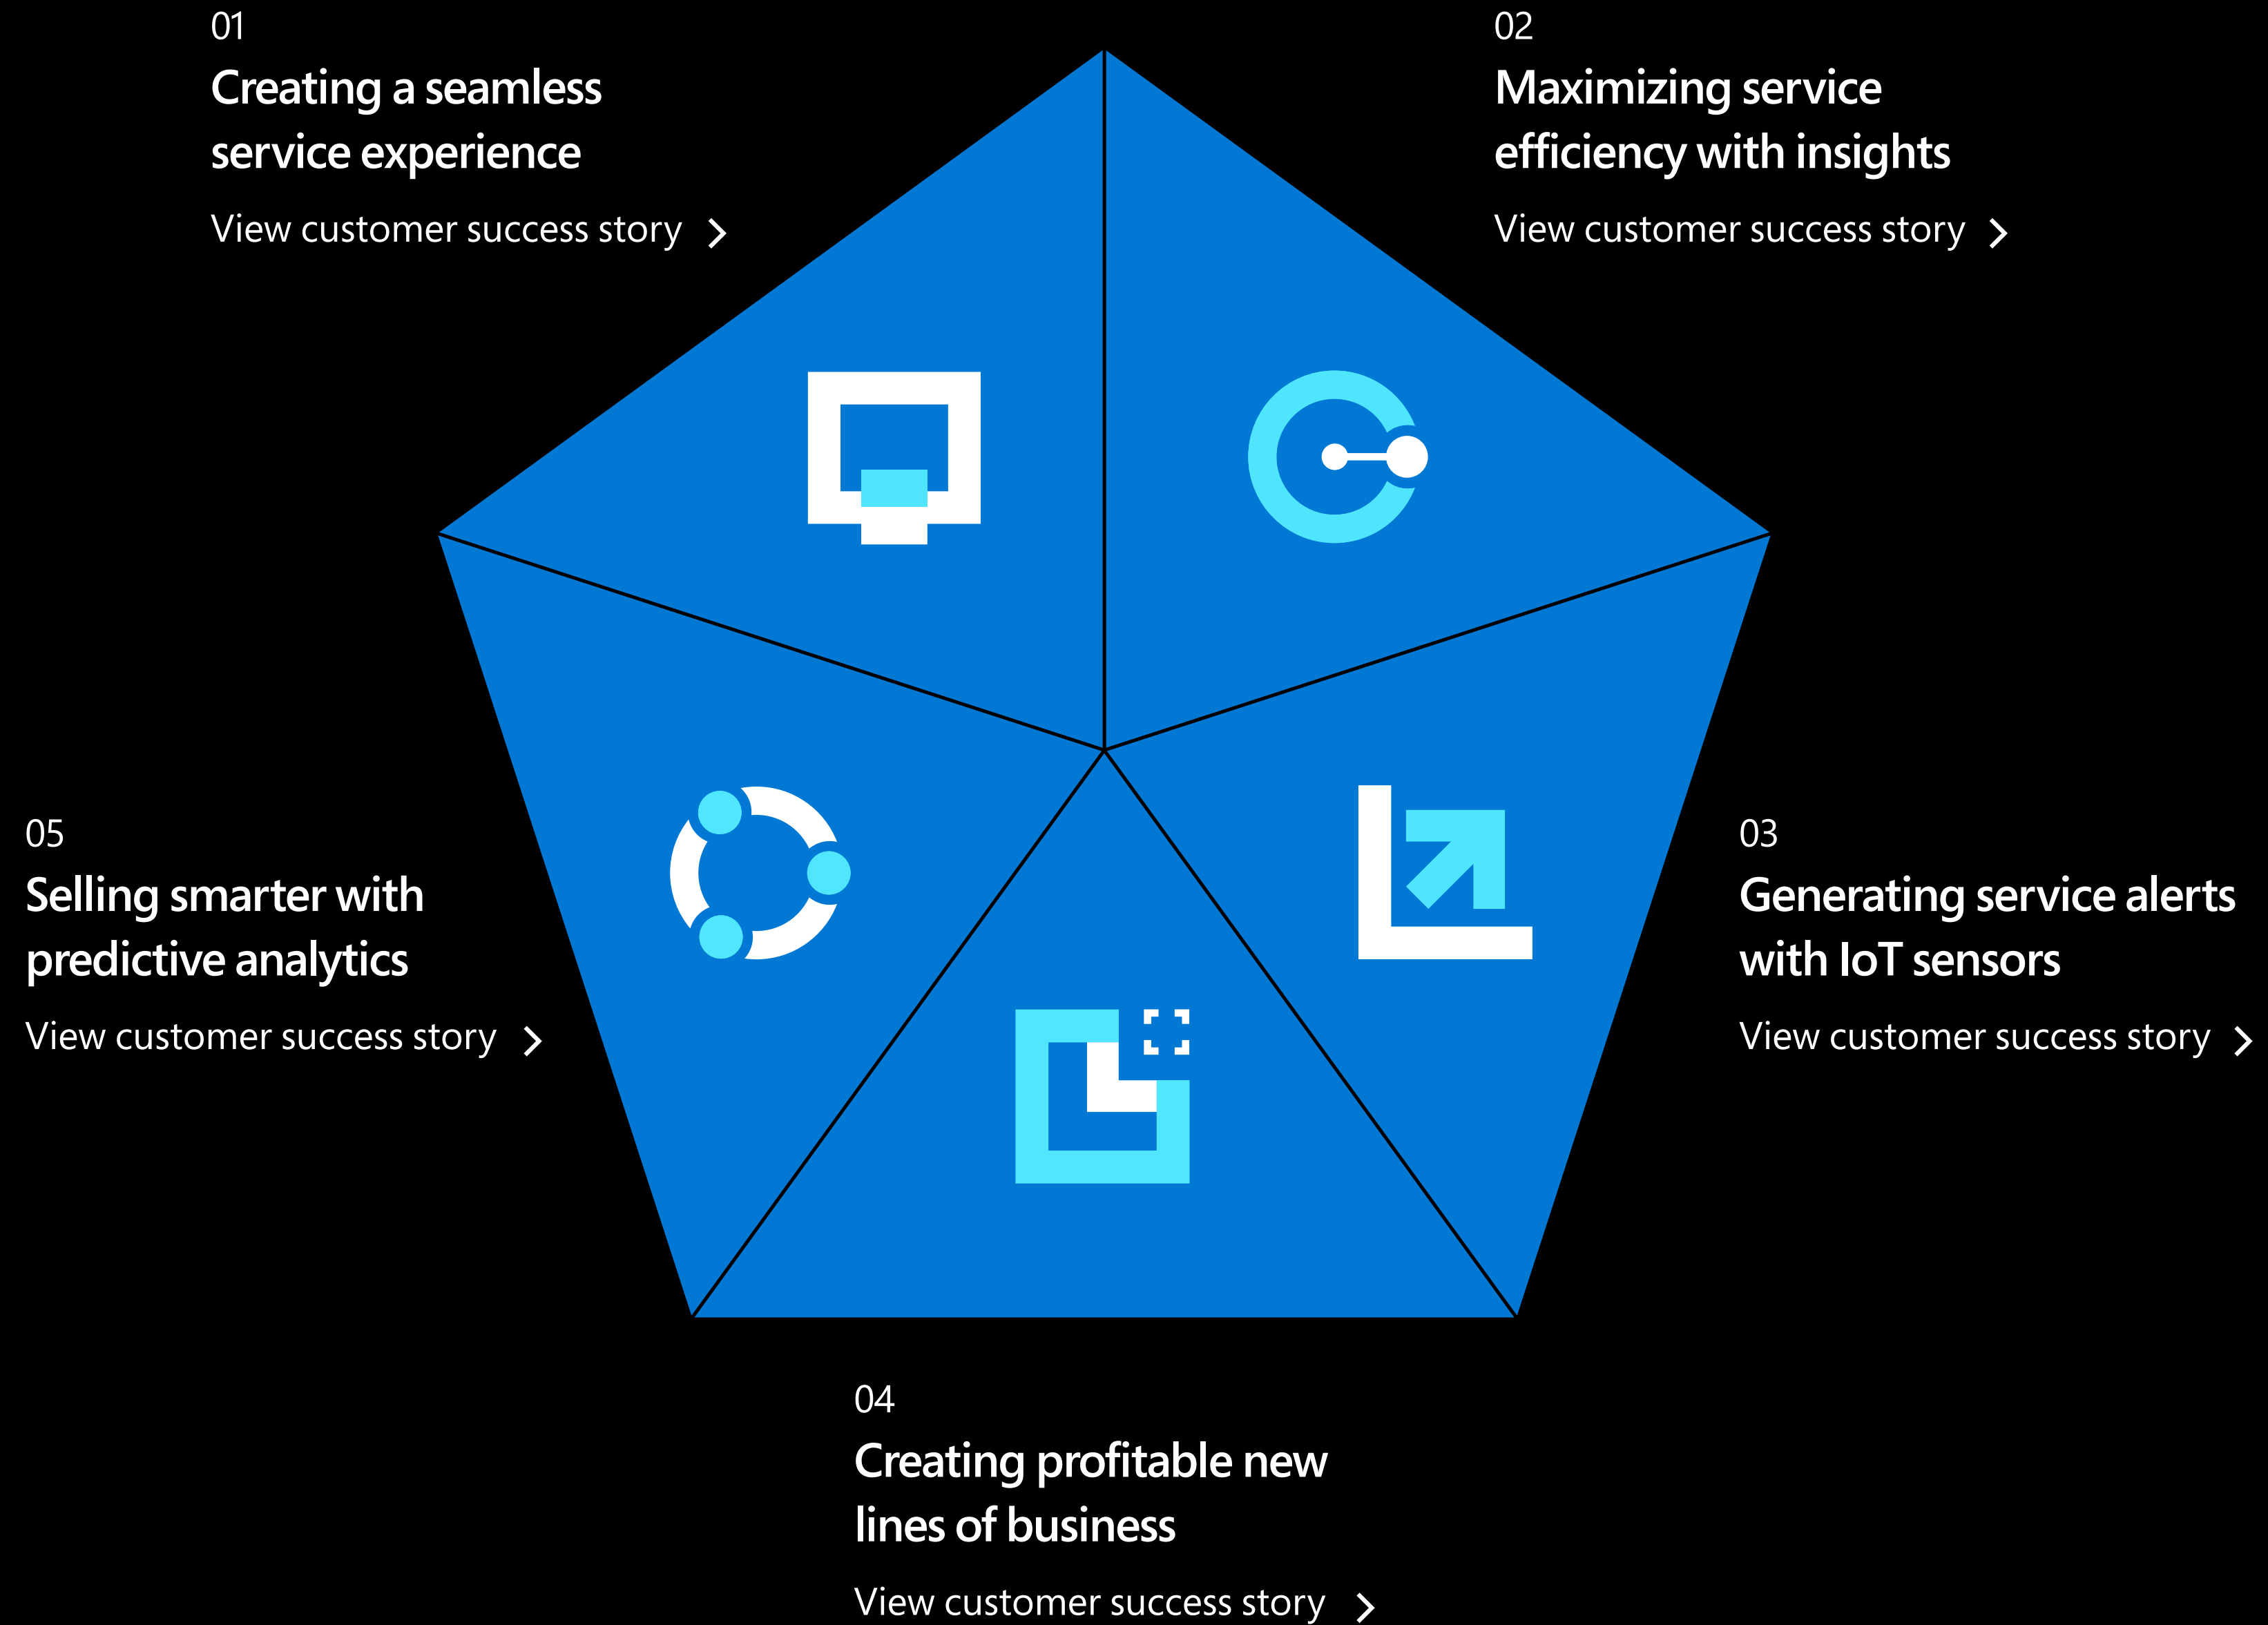 01
Creating a seamless
service experience
View customer success story
02
Maximizing service
efficiency with insights
View customer success story
03
Generating service alerts
with IoT sensors
View customer success story
04
Creating profitable new
lines of business
View customer success story
05
Selling smarter with
predictive analytics
View customer success story